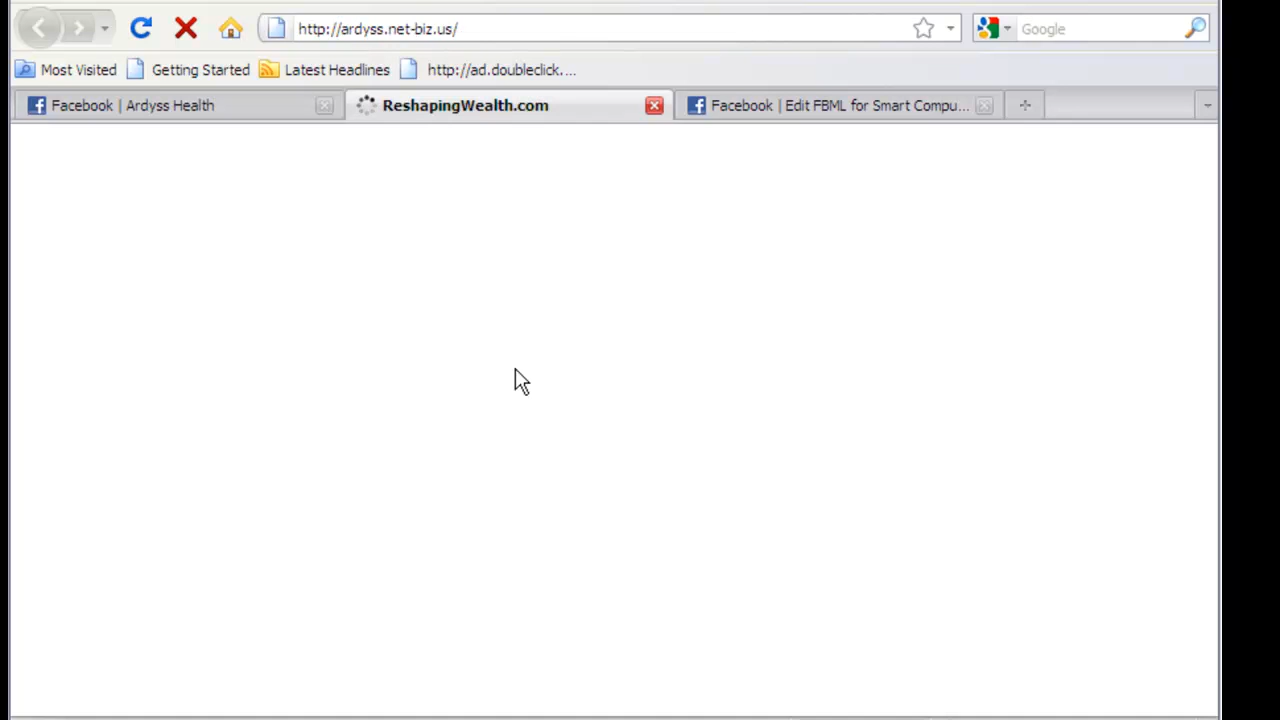 http://ardyss.net-biz.us/
Google
Most Visited Getting Started Latest Headlines http://ad.doubleclick....
Facebook | Ardyss Health ReshapingWealth.com Facebook | Edit FBML for Smart Compu...